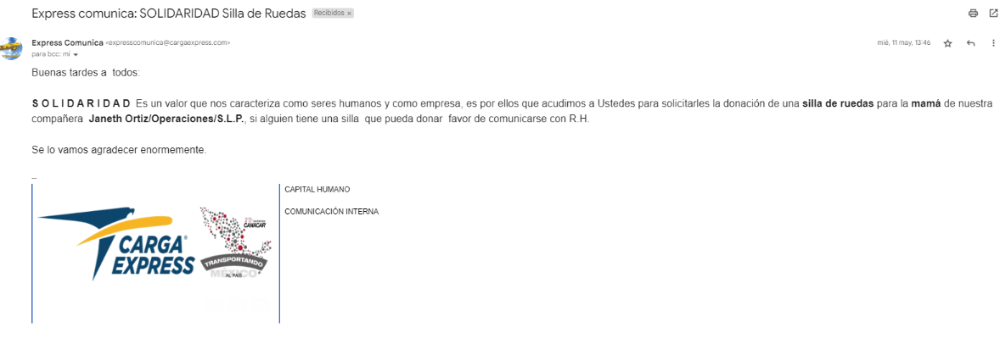 Express comunica: SOLIDARIDAD Silla de Ruedas Recibidos ×
Express Comunica <expresscomunica@cargaexpress.com> mié, 11 may, 13:46
para bcc: mí
Buenas tardes a todos:
S O L I D A R I D A D Es un valor que nos caracteriza como seres humanos y como empresa, es por ellos que acudimos a Ustedes para solicitarles la donación de una silla de ruedas para la mamá de nuestra
compañera Janeth Ortiz/Operaciones/S.L.P., si alguien tiene una silla que pueda donar favor de comunicarse con R.H.
Se lo vamos agradecer enormemente.
--
CAPITAL HUMANO
COMUNICACIÓN INTERNA
CARGA
EXPRESS
CANACAR
TRANSPORTANDO
MÉXICO
AL PAIS